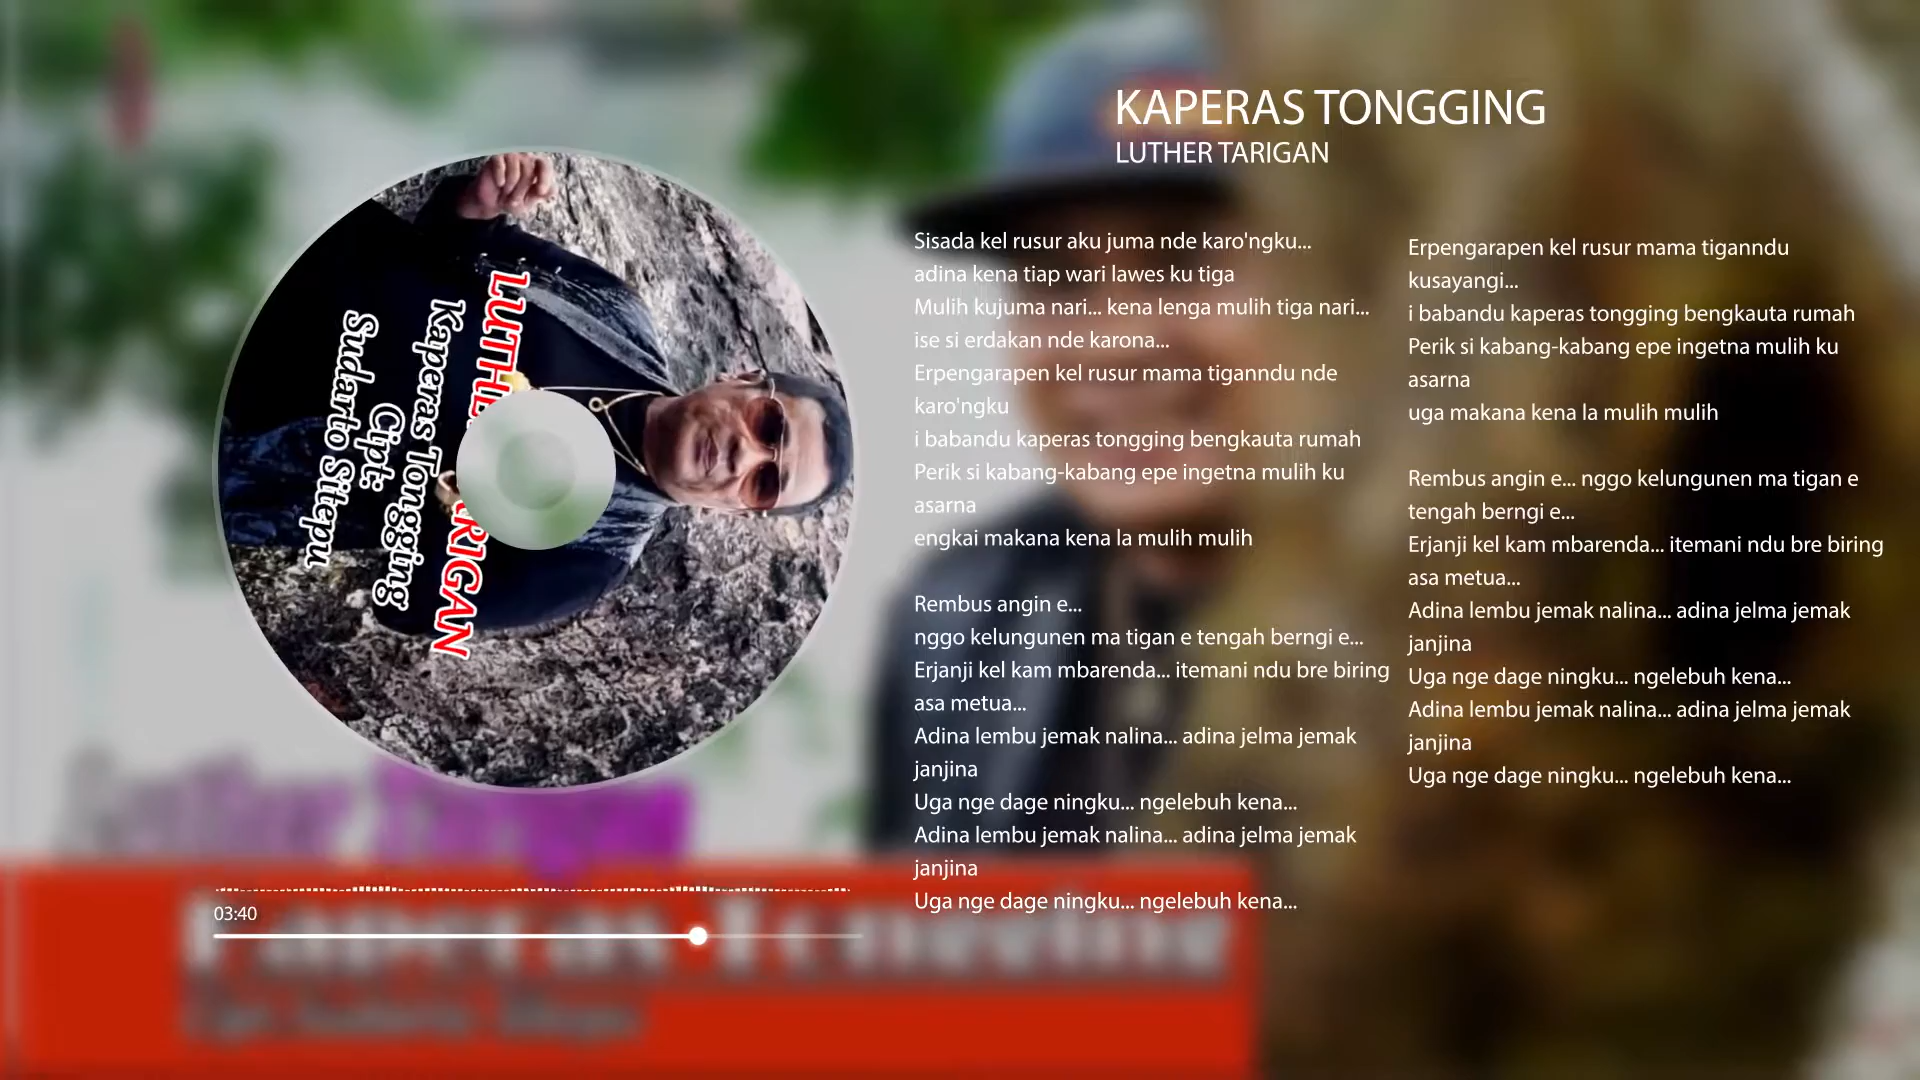 KAPERAS TONGGING
LUTHER TARIGAN
Sisada kel rusur aku juma nde karo'ngku...
adina kena tiap wari lawes ku tiga
Mulih kujuma nari... kena lenga mulih tiga nari...
ise si erdakan nde karona...
Erpengarapen kel rusur mama tiganndu nde
karo'ngku
i babandu kaperas tongging bengkauta rumah
Perik si kabang-kabang epe ingetna mulih ku
asarna
engkai makana kena la mulih mulih
Rembus angin e...
nggo kelungunen ma tigan e tengah berngi e...
Erjanji kel kam mbarenda... itemani ndu bre biring
asa metua...
Adina lembu jemak nalina... adina jelma jemak
janjina
Uga nge dage ningku... ngelebuh kena...
Adina lembu jemak nalina... adina jelma jemak
janjina
Uga nge dage ningku... ngelebuh kena...
Erpengarapen kel rusur mama tiganndu
kusayangi...
i babandu kaperas tongging bengkauta rumah
Perik si kabang-kabang epe ingetna mulih ku
asarna
uga makana kena la mulih mulih
Rembus angin e... nggo kelungunen ma tigan e
tengah berngi e...
Erjanji kel kam mbarenda... itemani ndu bre biring
asa metua...
Adina lembu jemak nalina... adina jelma jemak
janjina
Uga nge dage ningku... ngelebuh kena...
Adina lembu jemak nalina... adina jelma jemak
janjina
Uga nge dage ningku... ngelebuh kena...
Kaperas Tongging
Cipt:
Sudarto Sitepu
03:40